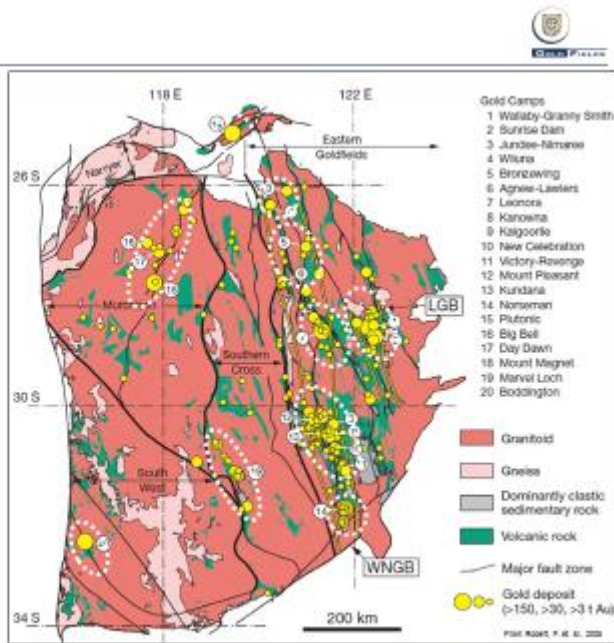 GOLD FIELDS
118 E
122 E
Eastern
Goldfields
Narryer
26 S
Murchison
LGB
Southern
Cross
30 S
South
West
WNGB
34 S
200 km
Gold Camps
1 Wallaby-Granny Smith
2 Sunrise Dam
3 Jundee-Nimaree
4 Wiluna
5 Bronzewing
6 Agnew-Lawlers
7 Leonora
8 Kanowna
9 Kalgoorlie
10 New Celebration
11 Victory-Revenge
12 Mount Pleasant
13 Kundana
14 Norseman
15 Plutonic
16 Big Bell
17 Day Dawn
18 Mount Magnet
19 Marvel Loch
20 Boddington
Granitoid
Gneiss
Dominantly clastic
sedimentary rock
Volcanic rock
Major fault zone
Gold deposit
(>150, >30, >3 t Au)